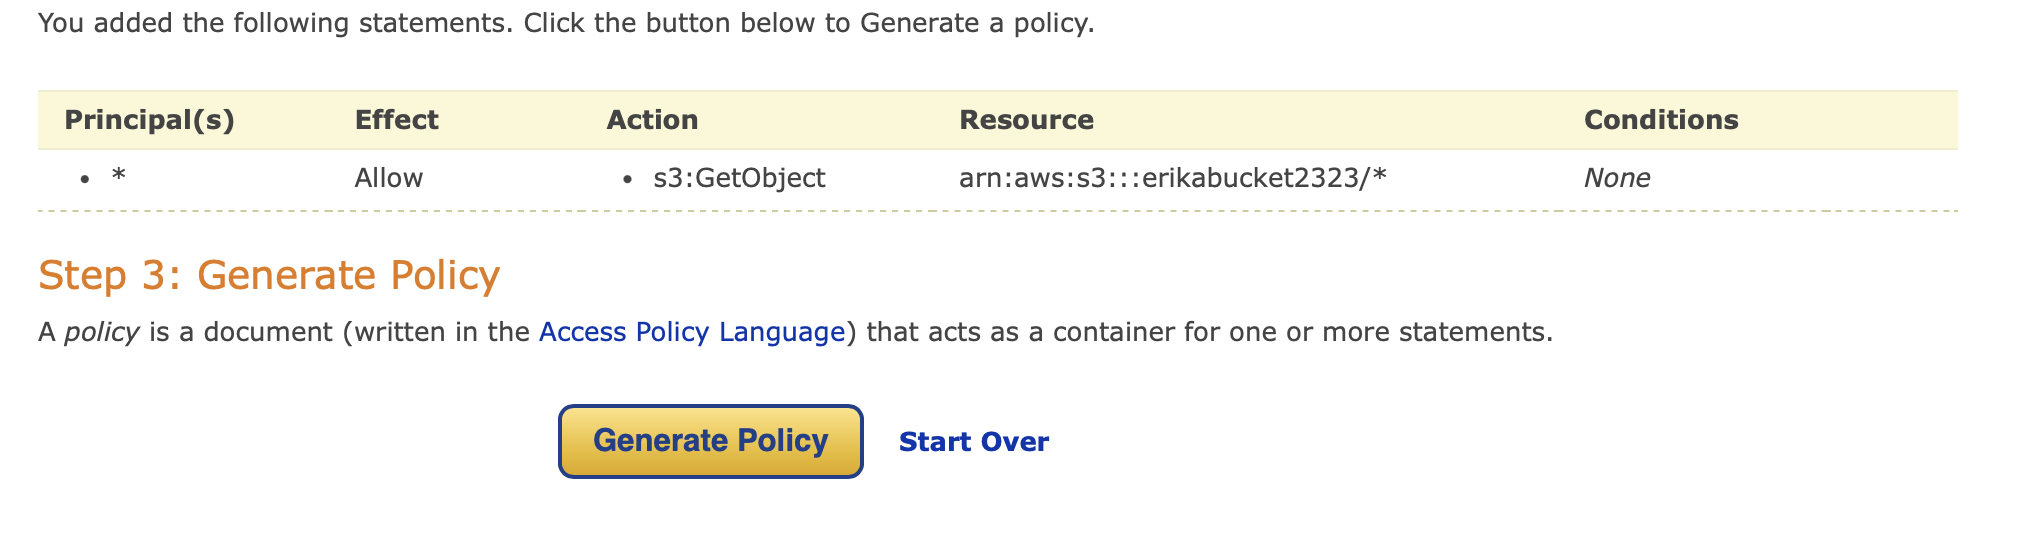 You added the following statements. Click the button below to Generate a policy.
Principal(s) Effect Action Resource Conditions
• * Allow • s3:GetObject arn:aws:s3:::erikabucket2323/* None
Step 3: Generate Policy
A policy is a document (written in the Access Policy Language) that acts as a container for one or more statements.
Generate Policy Start Over